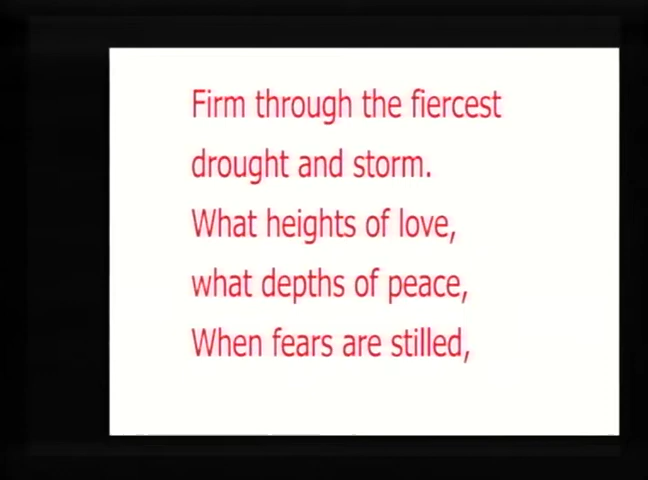 Firm through the fiercest
drought and storm.
What heights of love,
what depths of peace,
When fears are stilled,